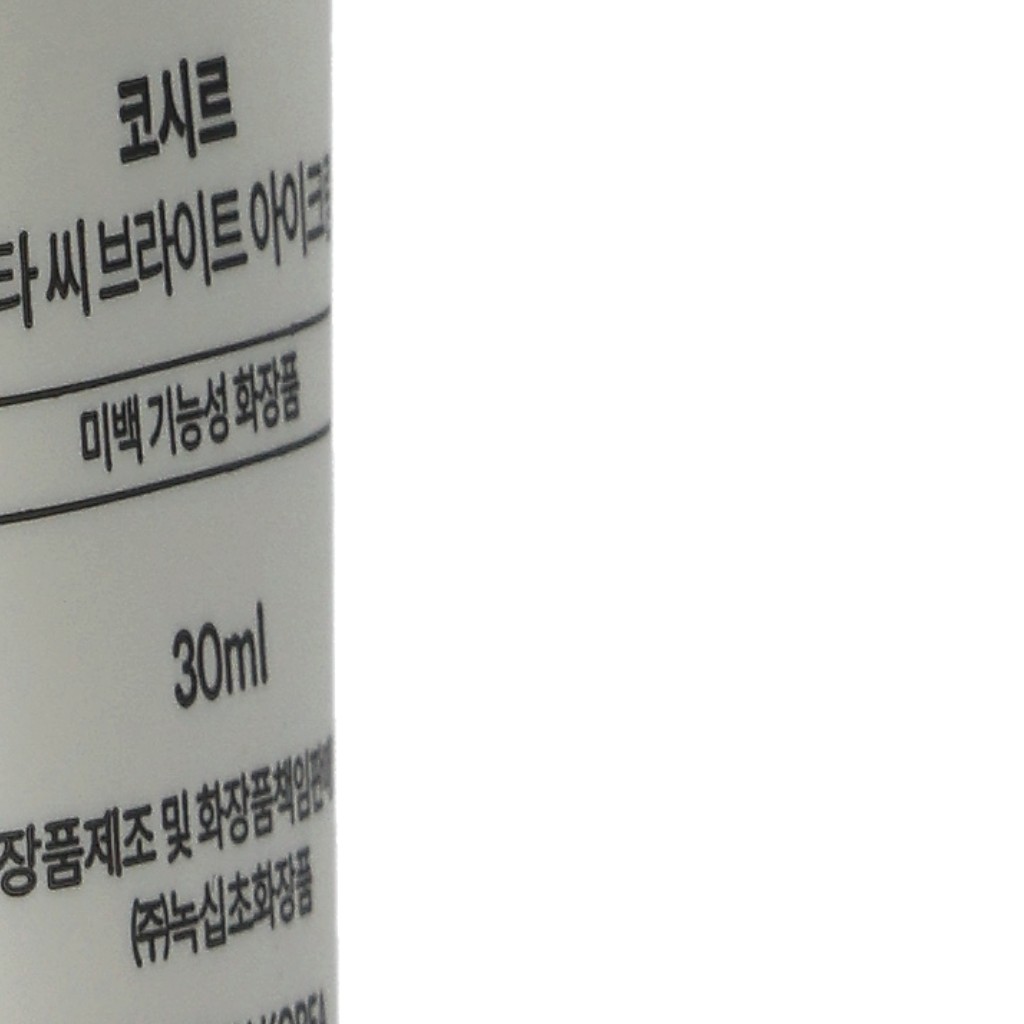 코시르
타 씨 브라이트 아이크
미백 기능성 화장품
30ml
장품제조 및 화장품책임판매
(주)녹십초화장품
KOREA